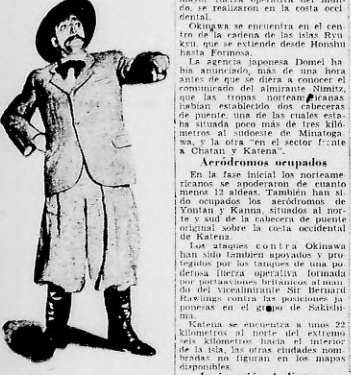 do, se realizaron en la costa occi-
dental.
Okinawa se encuentra en el cen-
tro de la cadena de las islas Ryu-
kyu, que se extiende desde Honshu
hasta Formosa.
La agencia japonesa Domei ha-
bía anunciado, más de una hora
antes de que se diera a conocer el
comunicado del almirante Nimitz,
que las tropas norteamericanas
habían establecido dos cabeceras
de puente, una de las cuales esta-
ba situada poco más de tres kiló-
metros al sudoeste de Minatoga-
wa, y la otra "en el sector frente
a Chatan y Katena".
Aeródromos ocupados
En la fase inicial los norteame-
ricanos se apoderaron de cuanto
menos 12 aldeas. También han si-
do ocupados los aeródromos de
Yontan y Kanna, situados al nor-
te y sud de la cabecera de puente
original sobre la costa occidental
de Katena.
Los ataques contra Okinawa
han sido también apoyados y pro-
tegidos por los tanques de una po-
derosa fuerza operativa formada
por portaaviones británicos al man-
do del vicealmirante Sir Bernard
Rawlings contra las posiciones ja-
ponesas en el grupo de Sakishi-
ma.
Katena se encuentra a unos 22
kilómetros al norte del extremo
seis kilómetros hacia el interior
de la isla, las otras ciudades nom-
bradas no figuran en los mapas
disponibles.